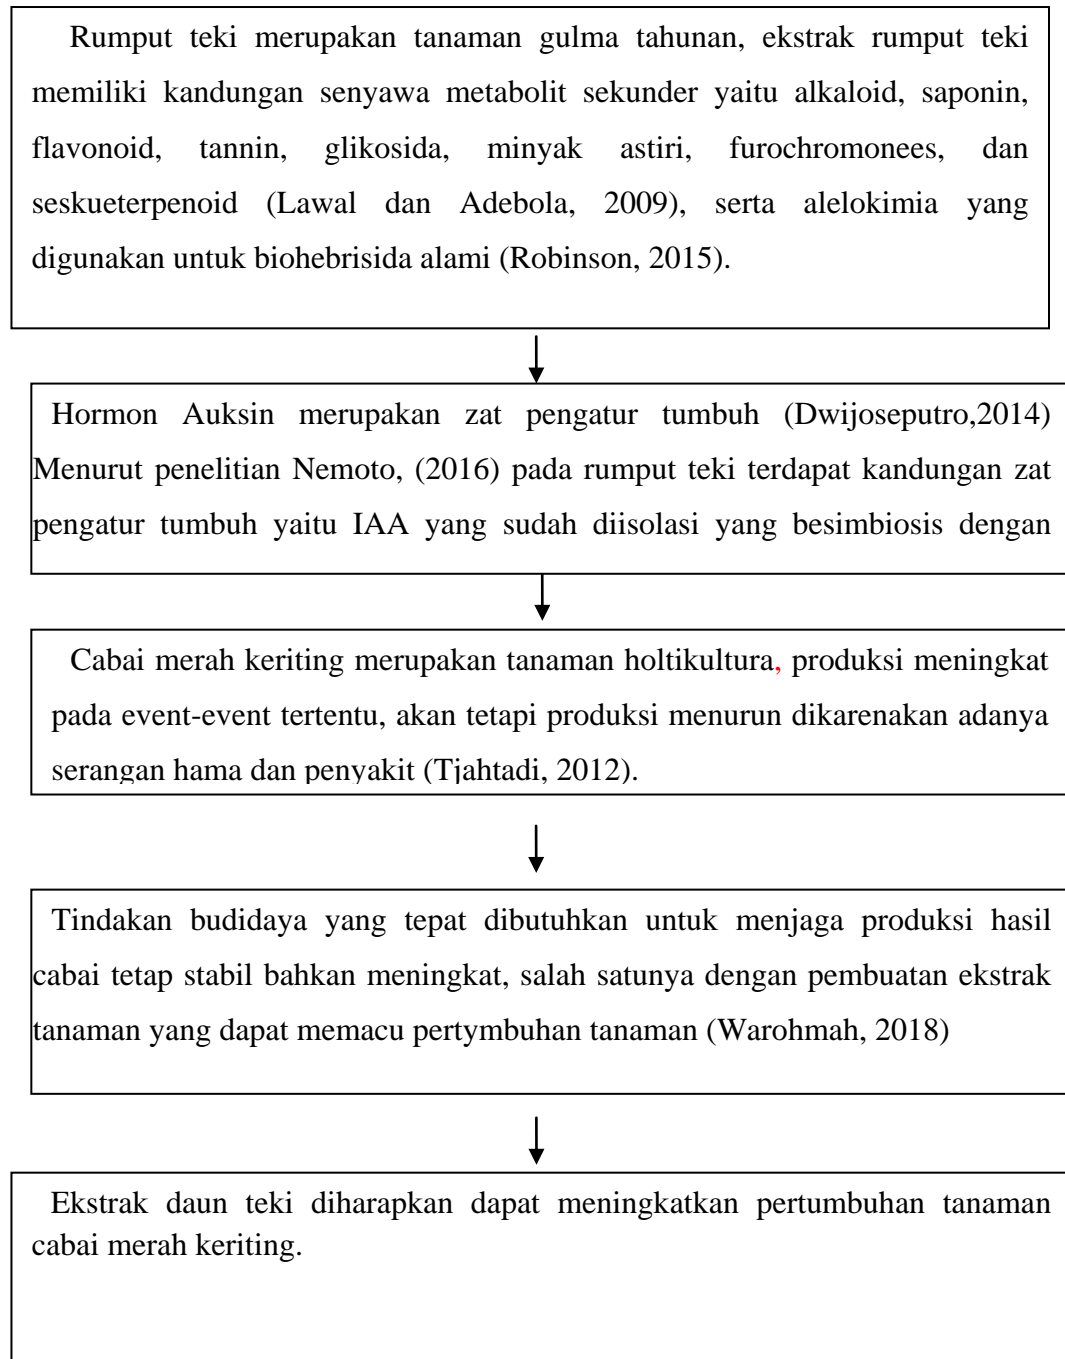 Rumput teki merupakan tanaman gulma tahunan, ekstrak rumput teki
memiliki kandungan senyawa metabolit sekunder yaitu alkaloid, saponin,
flavonoid, tannin, glikosida, minyak astiri, furochromonees, dan
seskueterpenoid (Lawal dan Adebola, 2009), serta alelokimia yang
digunakan untuk biohebrisida alami (Robinson, 2015).
Hormon Auksin merupakan zat pengatur tumbuh (Dwijoseputro,2014)
Menurut penelitian Nemoto, (2016) pada rumput teki terdapat kandungan zat
pengatur tumbuh yaitu IAA yang sudah diisolasi yang besimbiosis dengan
Cabai merah keriting merupakan tanaman holtikultura, produksi meningkat
pada event-event tertentu, akan tetapi produksi menurun dikarenakan adanya
serangan hama dan penyakit (Tjahtadi, 2012).
Tindakan budidaya yang tepat dibutuhkan untuk menjaga produksi hasil
cabai tetap stabil bahkan meningkat, salah satunya dengan pembuatan ekstrak
tanaman yang dapat memacu pertymbuhan tanaman (Warohmah, 2018)
Ekstrak daun teki diharapkan dapat meningkatkan pertumbuhan tanaman
cabai merah keriting.